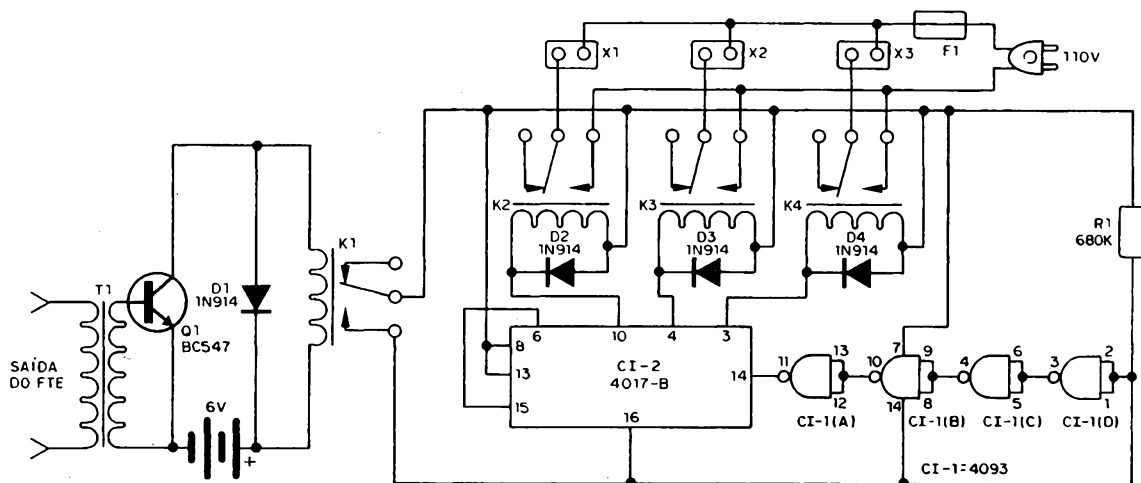 X1
X2
X3
F1
110V
K2
K3
K4
D2
1N914
D3
1N914
D4
1N914
R1
680K
K1
T1
D1
1N914
Q1
BC547
SAÍDA
DO FTE
6V
+
6
10
4
3
8
13
15
CI-2
4017-B
14
16
11
13
12
10
7
9
14
8
4
6
5
3
2
1
CI-1(A)
CI-1(B)
CI-1(C)
CI-1(D)
CI-1=4093